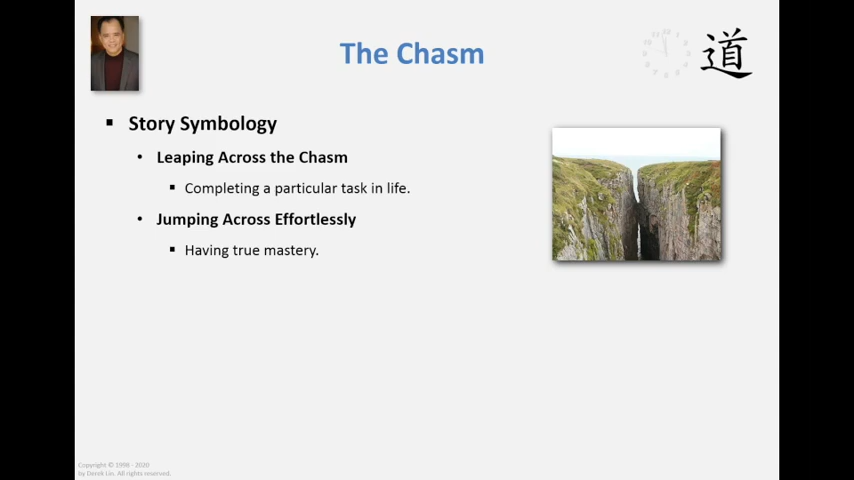 The Chasm
道
Story Symbology
Leaping Across the Chasm
Completing a particular task in life.
Jumping Across Effortlessly
Having true mastery.
Copyright © 1998 - 2020
by Derek Lin. All rights reserved.